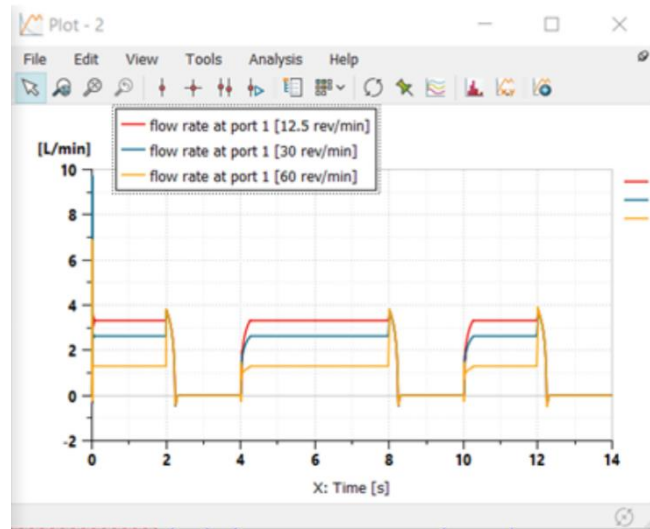 Plot - 2
File Edit View Tools Analysis Help
flow rate at port 1 [12.5 rev/min]
flow rate at port 1 [30 rev/min]
flow rate at port 1 [60 rev/min]
[L/min]
10
8
6
4
2
0
-2
0 2 4 6 8 10 12 14
X: Time [s]